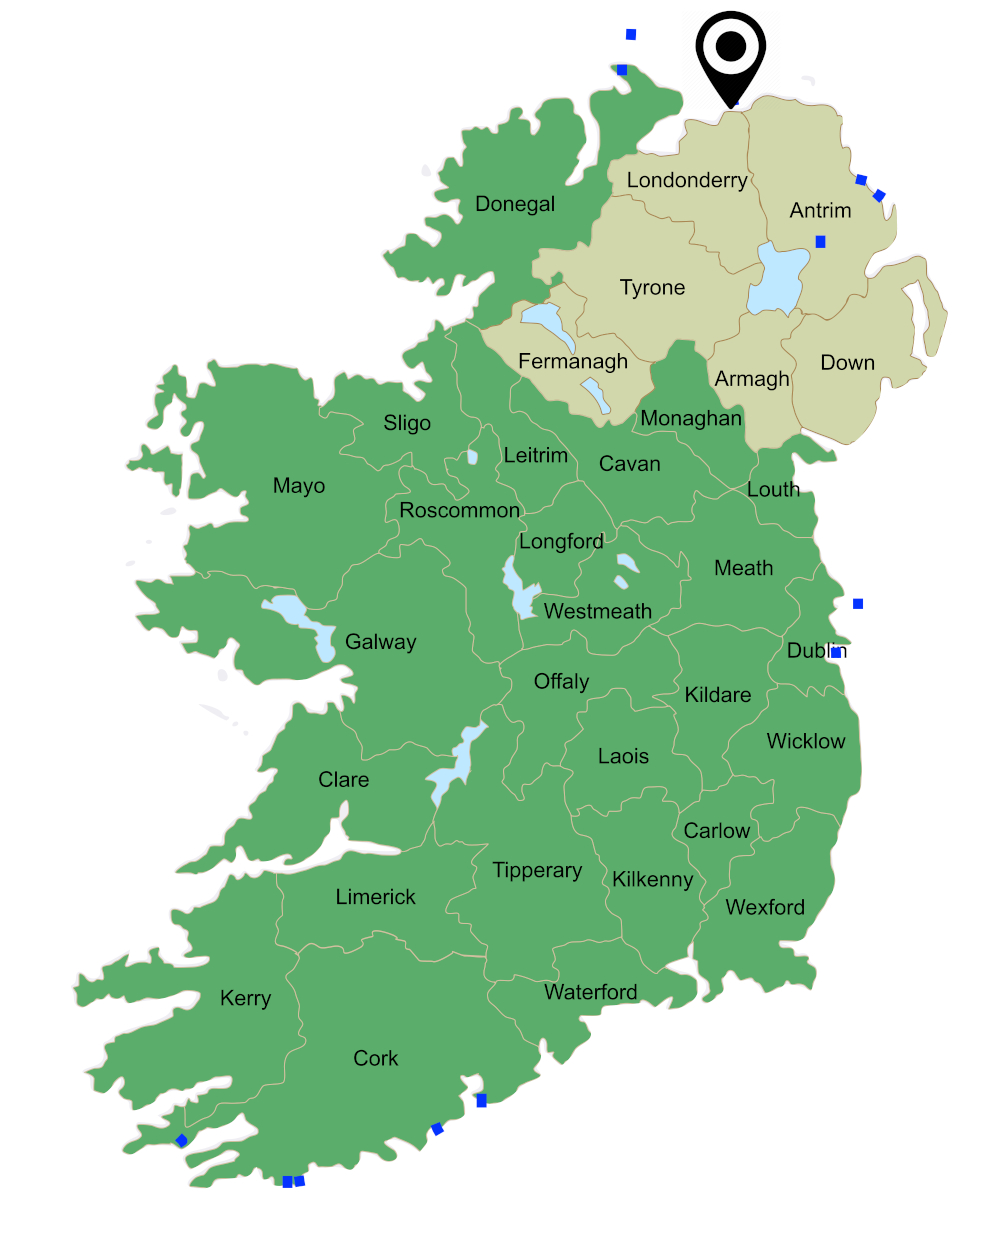 Londonderry
Donegal
Antrim
Tyrone
Fermanagh
Down
Armagh
Monaghan
Sligo
Leitrim
Cavan
Mayo
Louth
Roscommon
Longford
Meath
Westmeath
Galway
Dublin
Offaly
Kildare
Wicklow
Laois
Clare
Carlow
Tipperary
Kilkenny
Limerick
Wexford
Waterford
Kerry
Cork